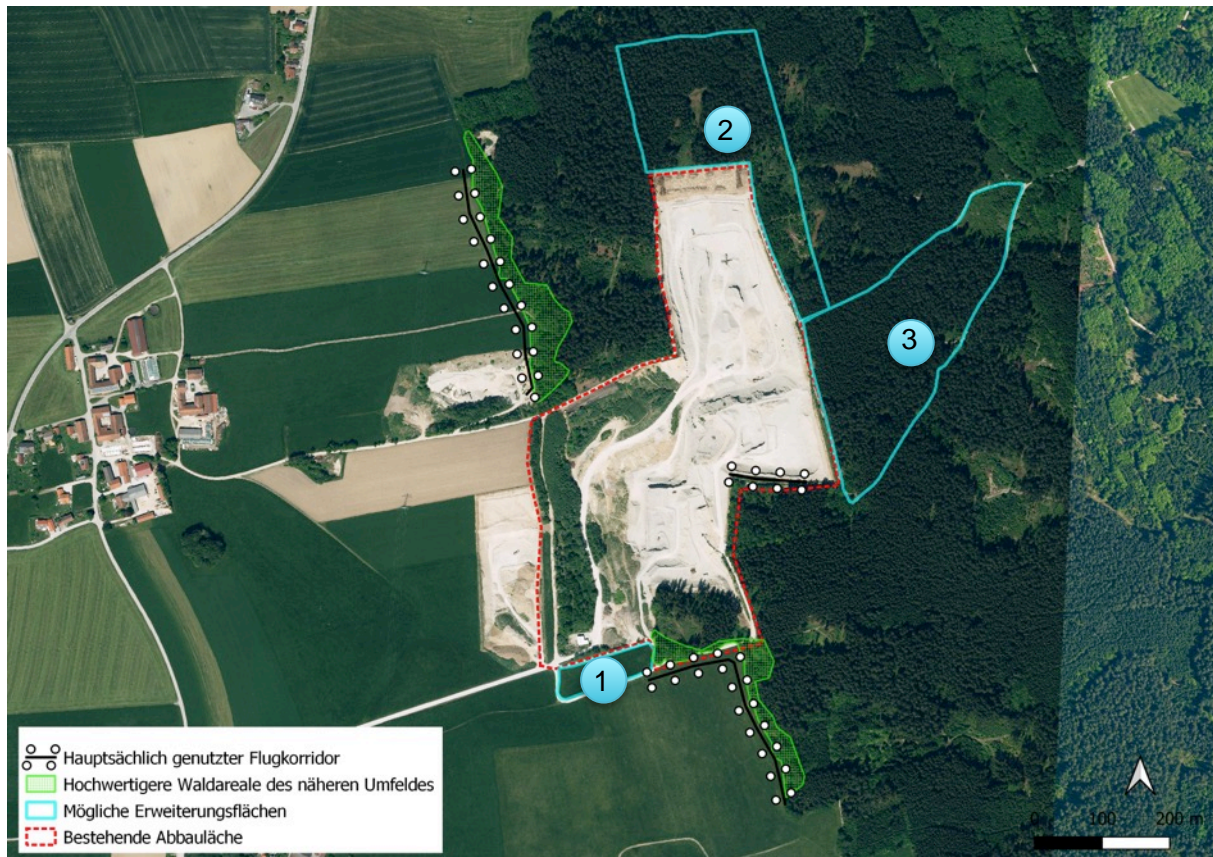 2
3
1
Hauptsächlich genutzter Flugkorridor
Hochwertigere Waldareale des näheren Umfeldes
Mögliche Erweiterungsflächen
Bestehende Abbauläche
0 100 200 m